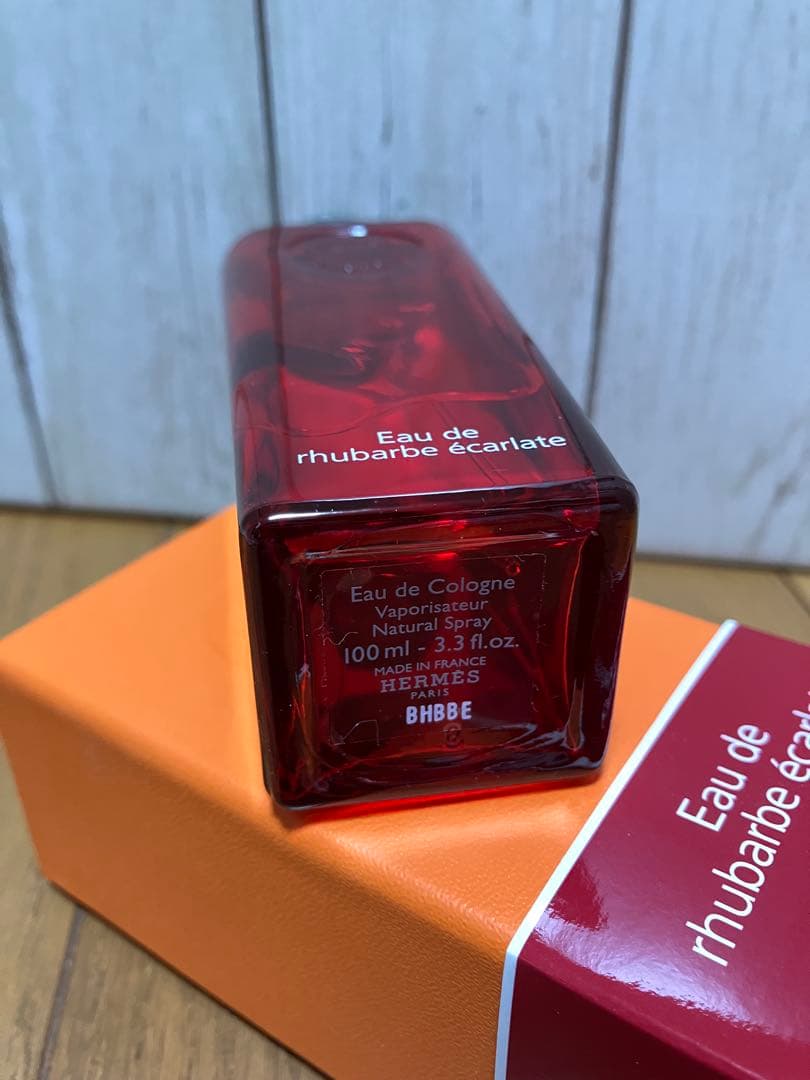 Eau de
rhubarbe écarlate
Eau de Cologne
Vaporisateur
Natural Spray
100 ml - 3.3 fl.oz.
MADE IN FRANCE
HERMÈS
PARIS
BHBBE
Eau de
rhubarbe